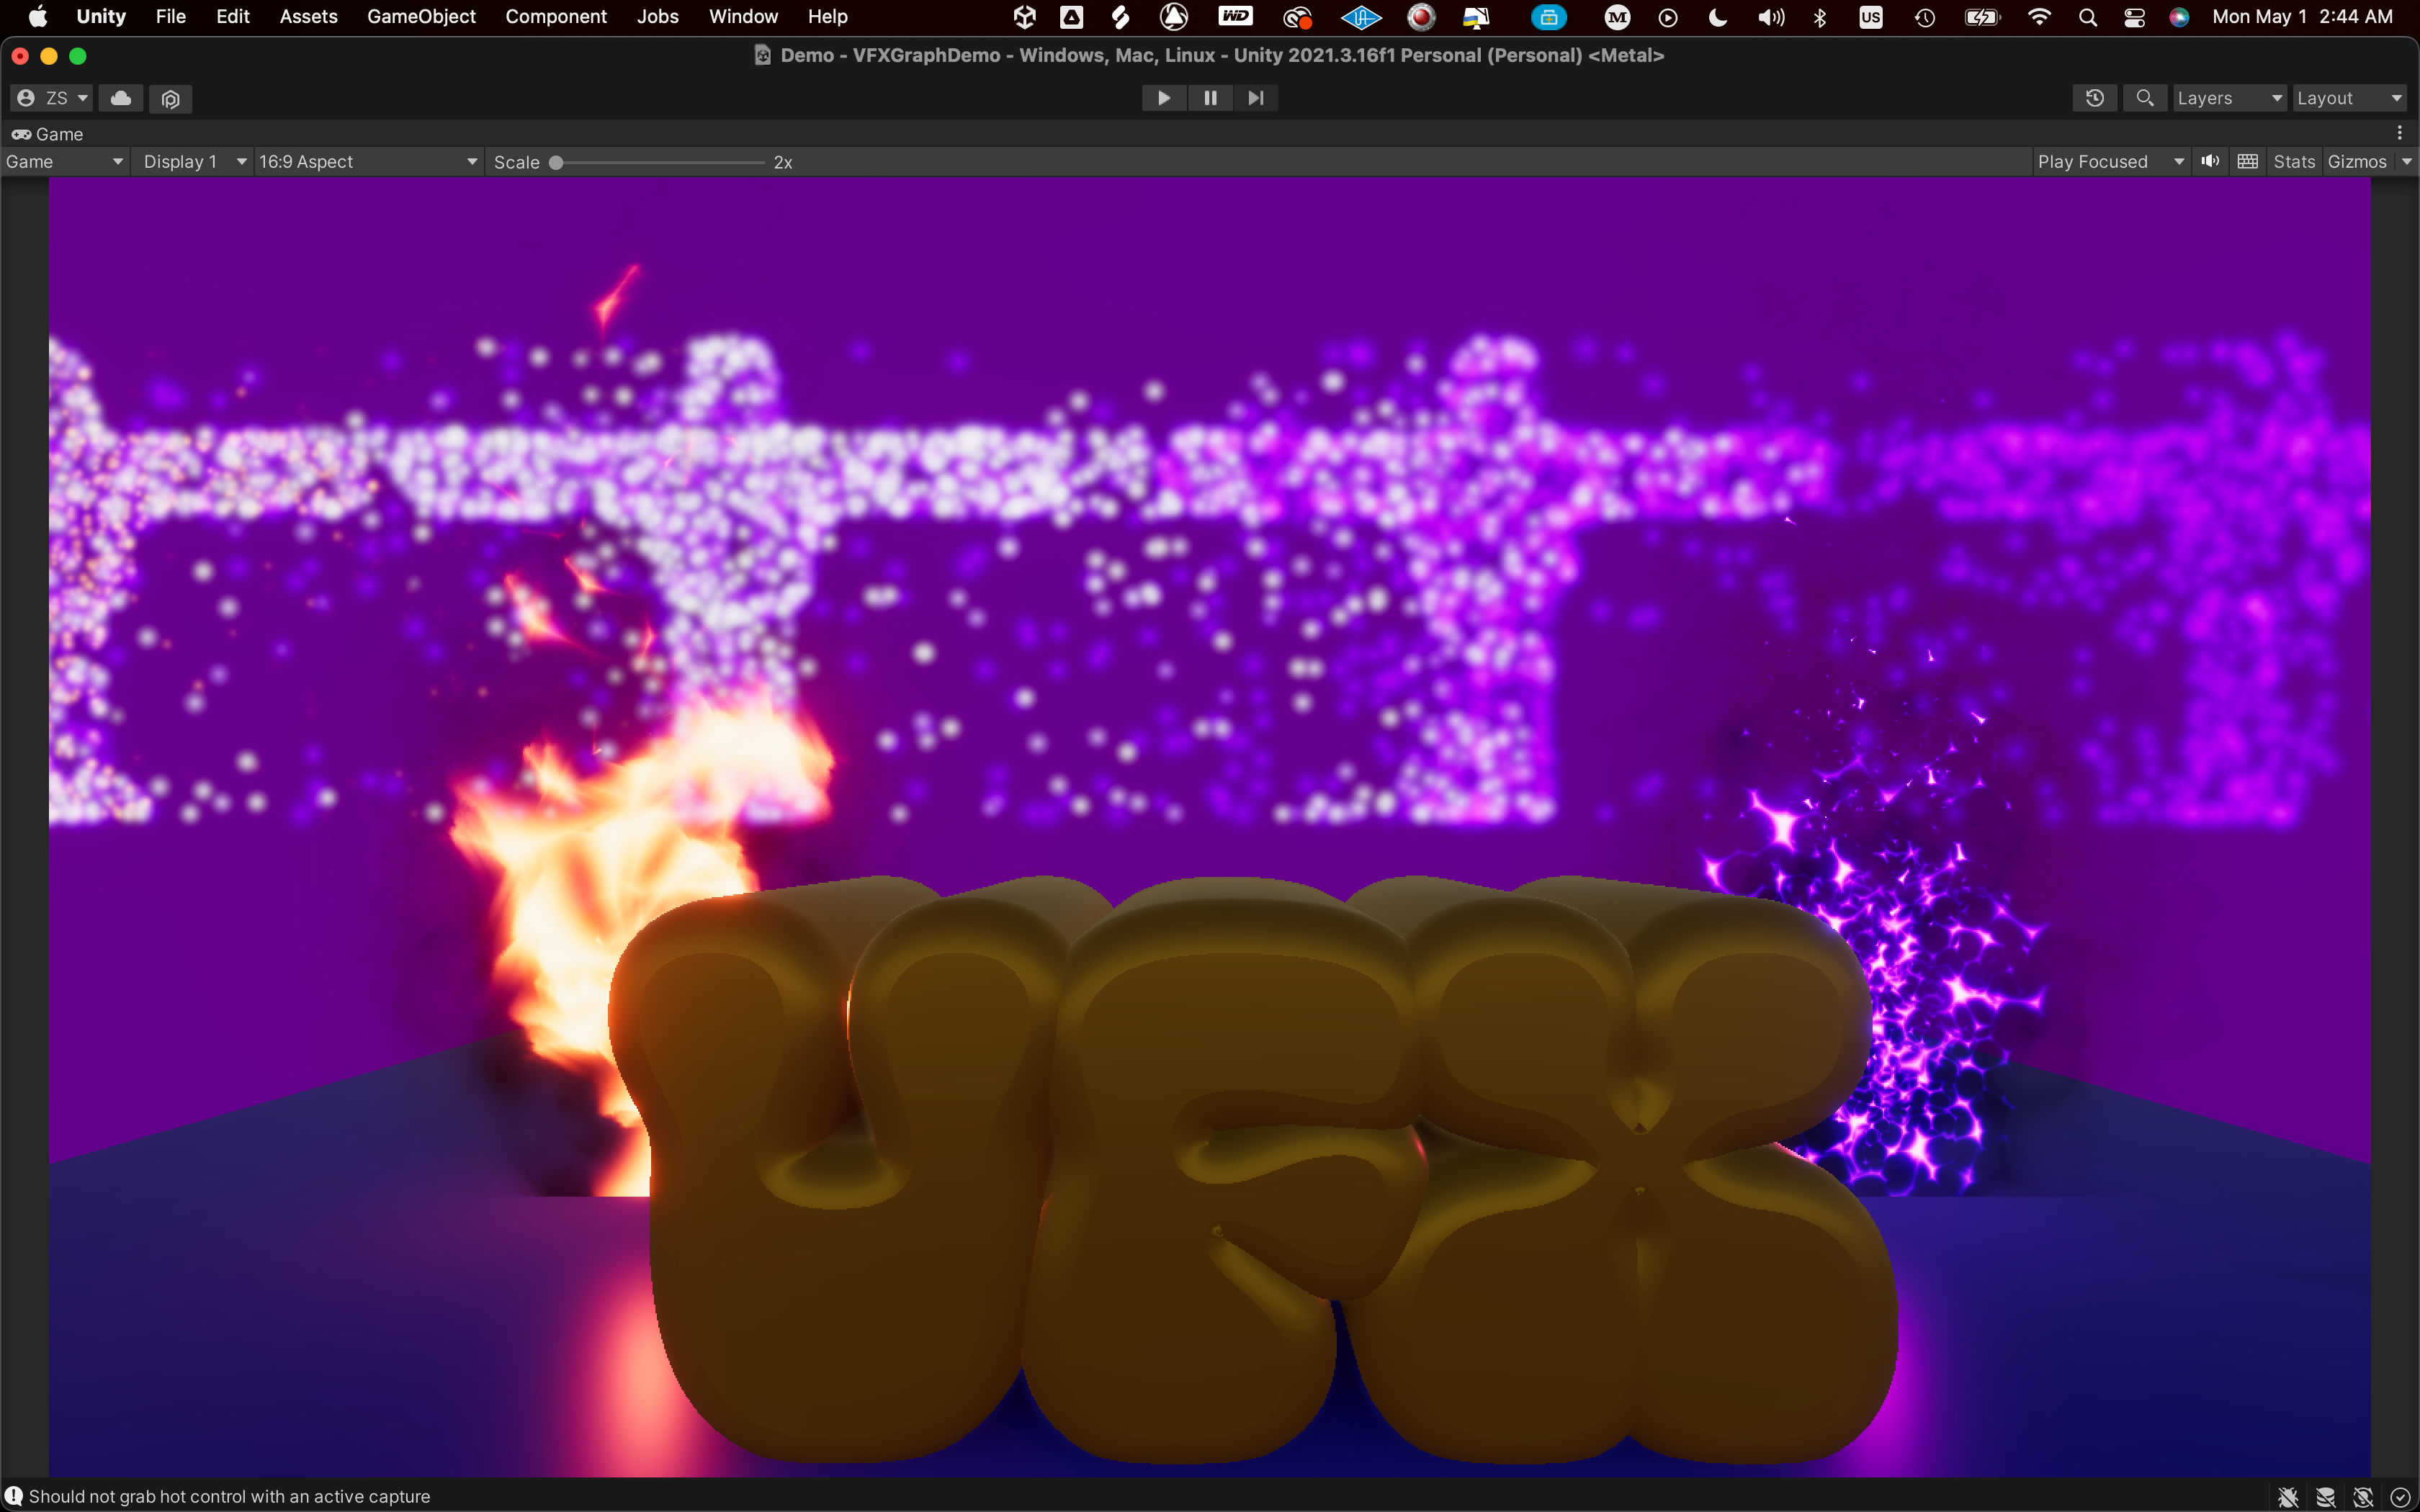 Unity File Edit Assets GameObject Component Jobs Window Help WD M US Mon May 1 2:44 AM
Demo - VFXGraphDemo - Windows, Mac, Linux - Unity 2021.3.16f1 Personal (Personal) <Metal>
ZS Layers Layout
Game
Game Display 1 16:9 Aspect Scale 2x Play Focused Stats Gizmos
VFX
Should not grab hot control with an active capture